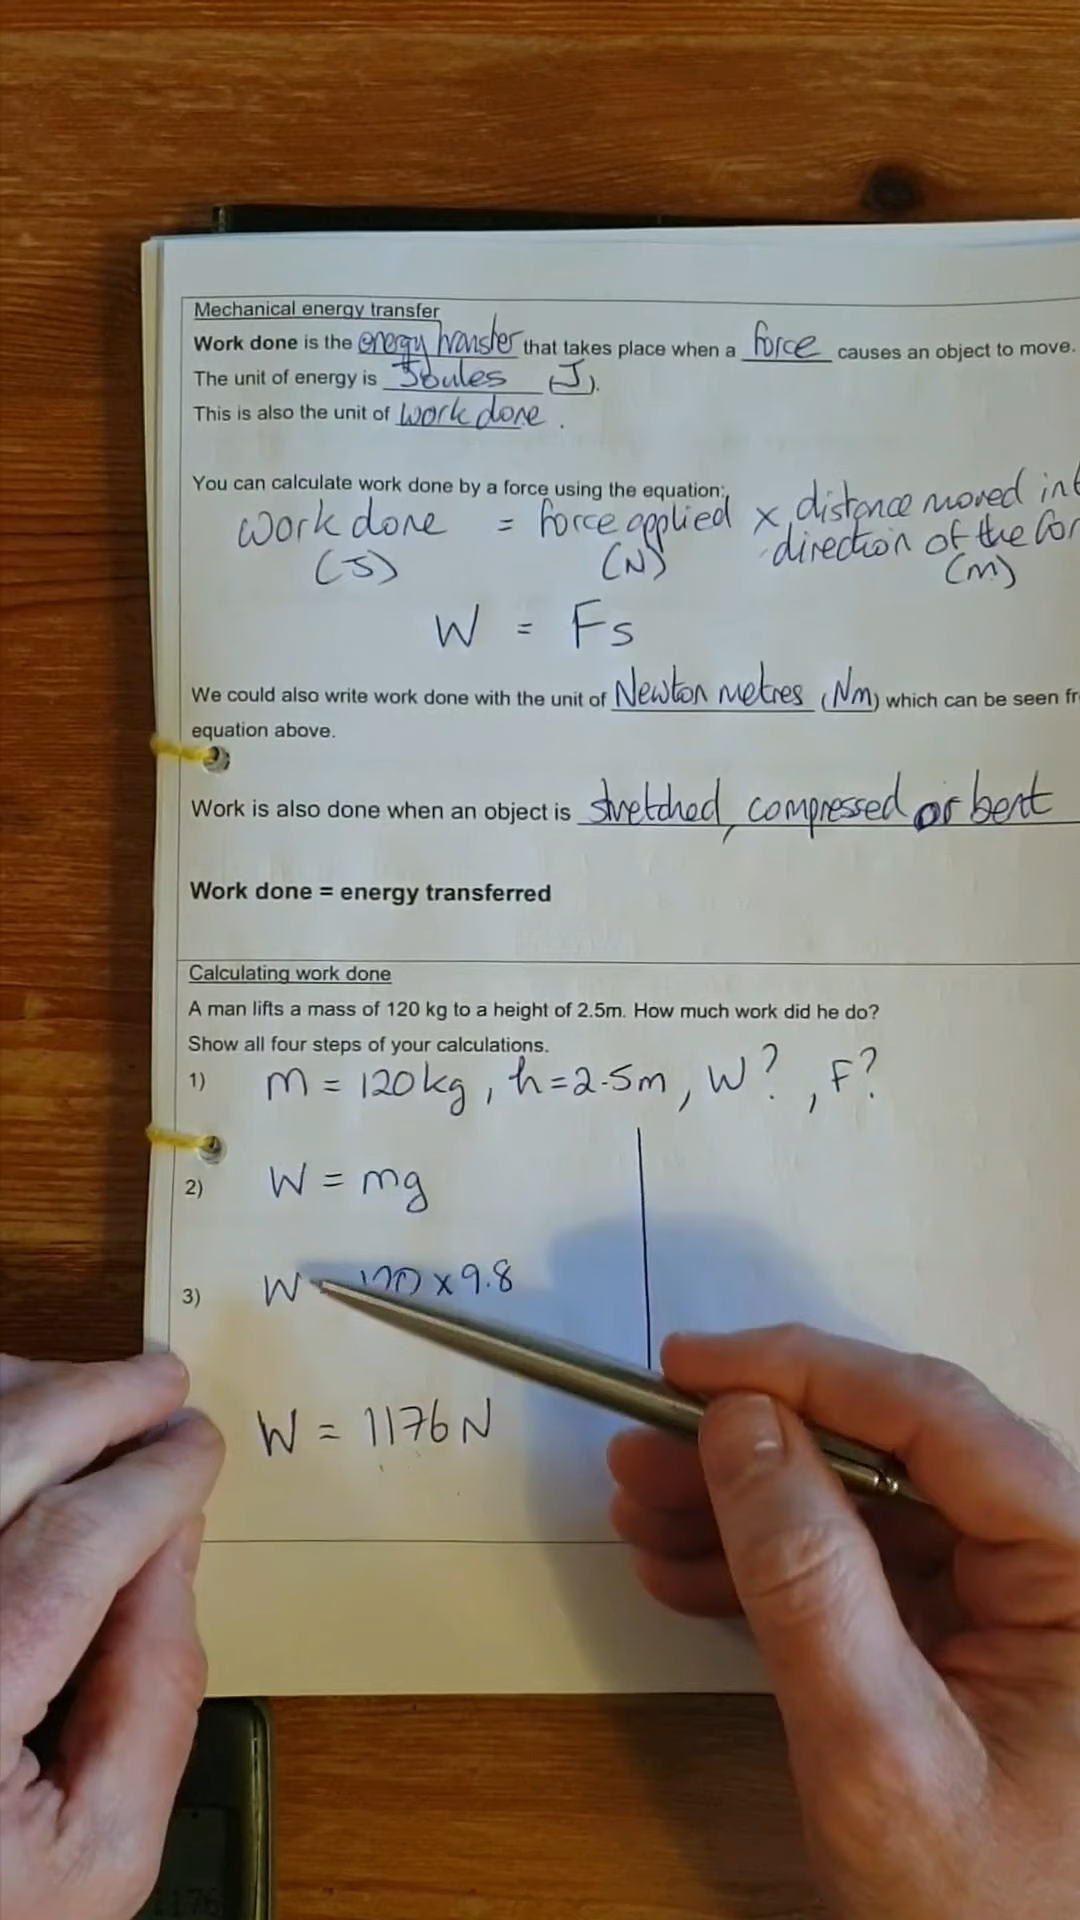 Mechanical energy transfer
Work done is the energy transfer that takes place when a force causes an object to move.
The unit of energy is Joules (J).
This is also the unit of work done.
You can calculate work done by a force using the equation:
work done = force applied x distance moved in t
(J) (N) direction of the for
(m)
W = Fs
We could also write work done with the unit of Newton metres (Nm) which can be seen fr
equation above.
Work is also done when an object is stretched, compressed or bent
Work done = energy transferred
Calculating work done
A man lifts a mass of 120 kg to a height of 2.5m. How much work did he do?
Show all four steps of your calculations.
1) m = 120kg, h=2.5m, W?, F?
2) W = mg
3) W = 120 x 9.8
W = 1176 N
1176